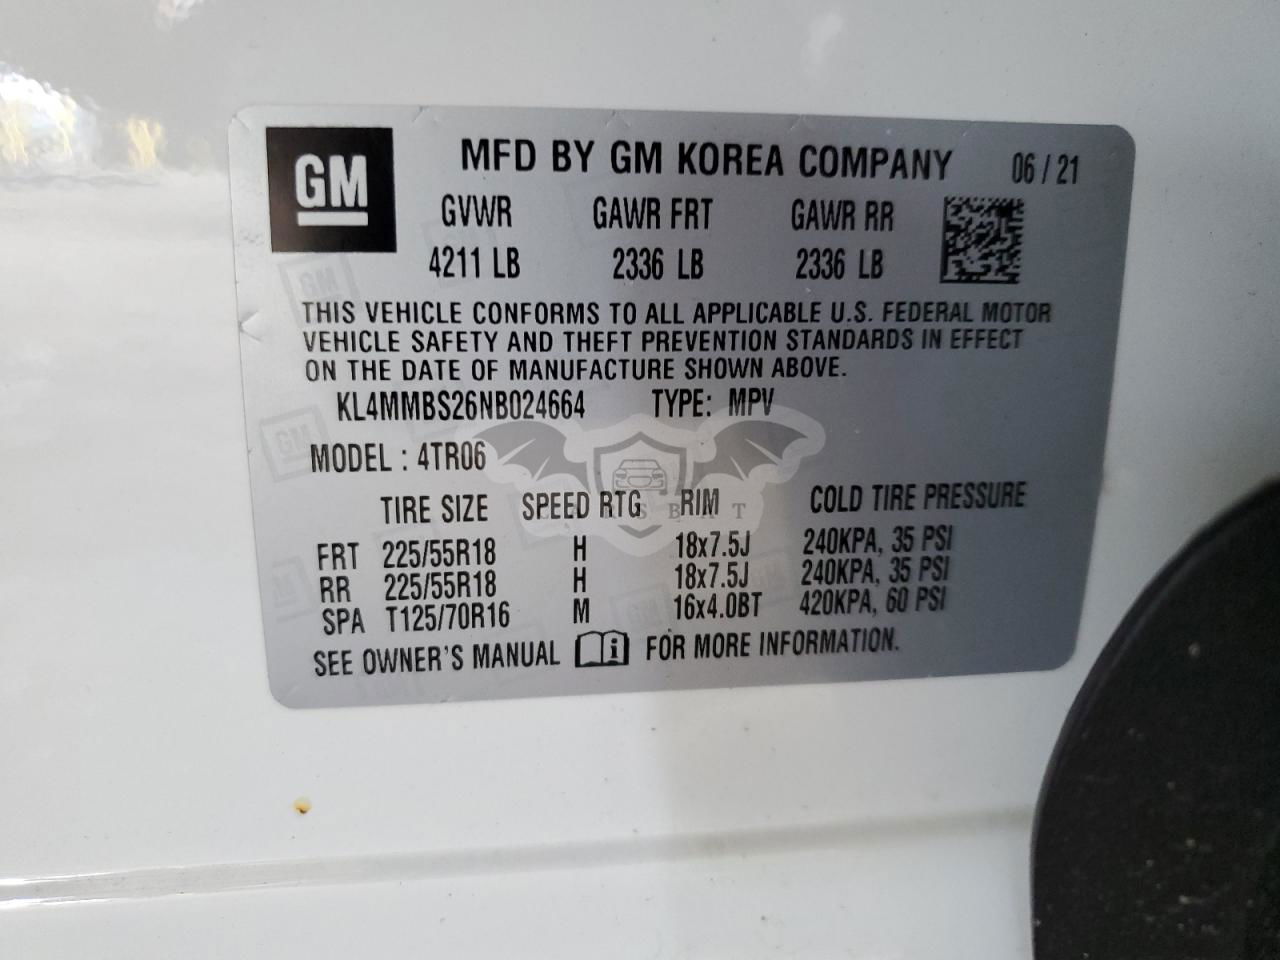 GM
MFD BY GM KOREA COMPANY 06 / 21
GVWR GAWR FRT GAWR RR
4211 LB 2336 LB 2336 LB
THIS VEHICLE CONFORMS TO ALL APPLICABLE U.S. FEDERAL MOTOR
VEHICLE SAFETY AND THEFT PREVENTION STANDARDS IN EFFECT
ON THE DATE OF MANUFACTURE SHOWN ABOVE.
KL4MMBS26NB024664 TYPE: MPV
MODEL : 4TR06
TIRE SIZE SPEED RTG RIM COLD TIRE PRESSURE
FRT 225/55R18 H 18x7.5J 240KPA, 35 PSI
RR 225/55R18 H 18x7.5J 240KPA, 35 PSI
SPA T125/70R16 M 16x4.0BT 420KPA, 60 PSI
SEE OWNER'S MANUAL i FOR MORE INFORMATION.